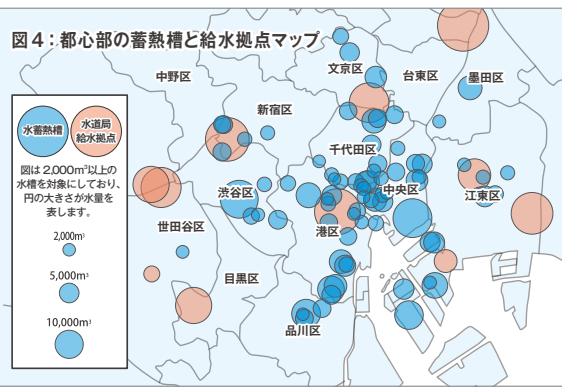 図4:都心部の蓄熱槽と給水拠点マップ
文京区
台東区
墨田区
中野区
新宿区
千代田区
中央区
江東区
渋谷区
港区
世田谷区
目黒区
品川区
水蓄熱槽
水道局
給水拠点
図は2,000m³以上の
水槽を対象にしており、
円の大きさが水量を
表します。
2,000m³
5,000m³
10,000m³